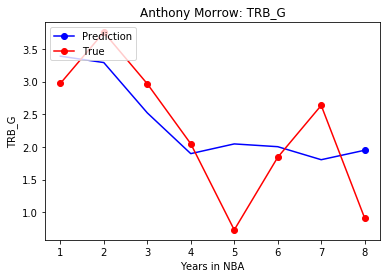 Anthony Morrow: TRB_G
Prediction
True
3.5
3.0
2.5
2.0
1.5
1.0
TRB_G
1 2 3 4 5 6 7 8
Years in NBA